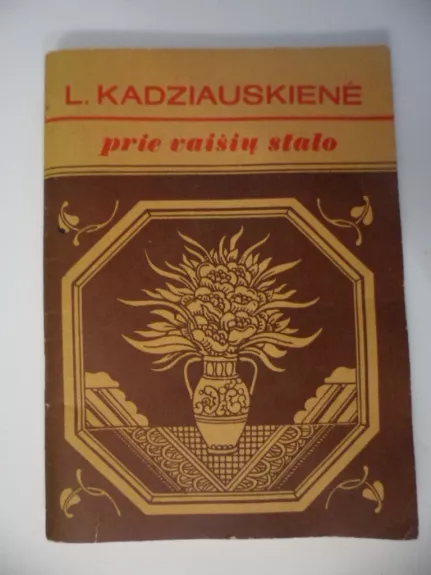 L. KADZIAUSKIENĖ
prie vaišių stalo